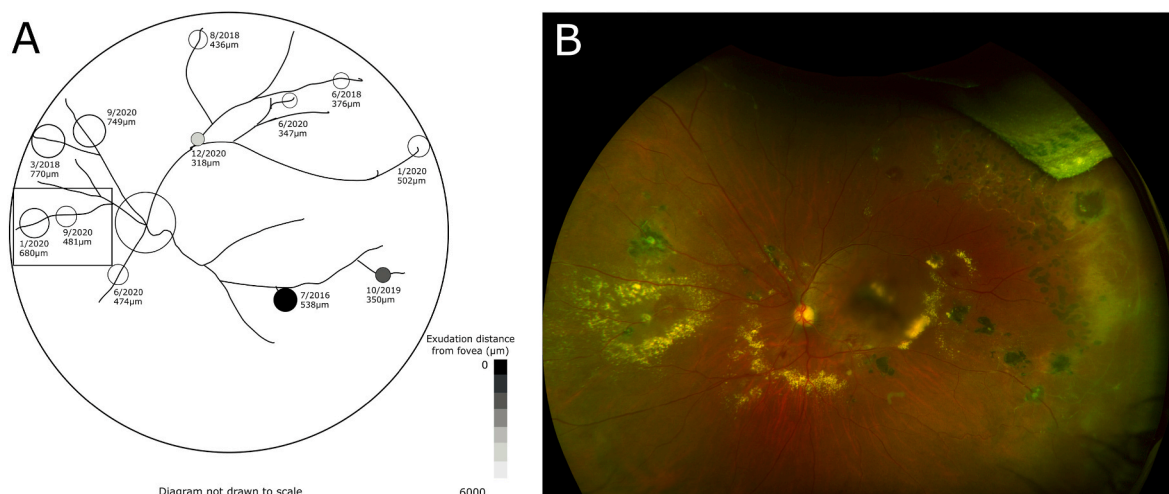 A
8/2018
436μm
6/2018
376μm
9/2020
749μm
6/2020
347μm
12/2020
318μm
3/2018
770μm
1/2020
502μm
1/2020
680μm
9/2020
481μm
6/2020
474μm
7/2016
538μm
10/2019
350μm
Exudation distance
from fovea (μm)
0
6000
Diagram not drawn to scale
B